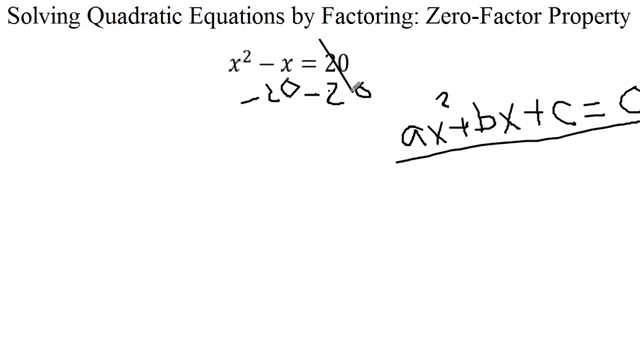 Solving Quadratic Equations by Factoring: Zero-Factor Property
x² − x = 20
−20 −20
ax²+bx+c=0